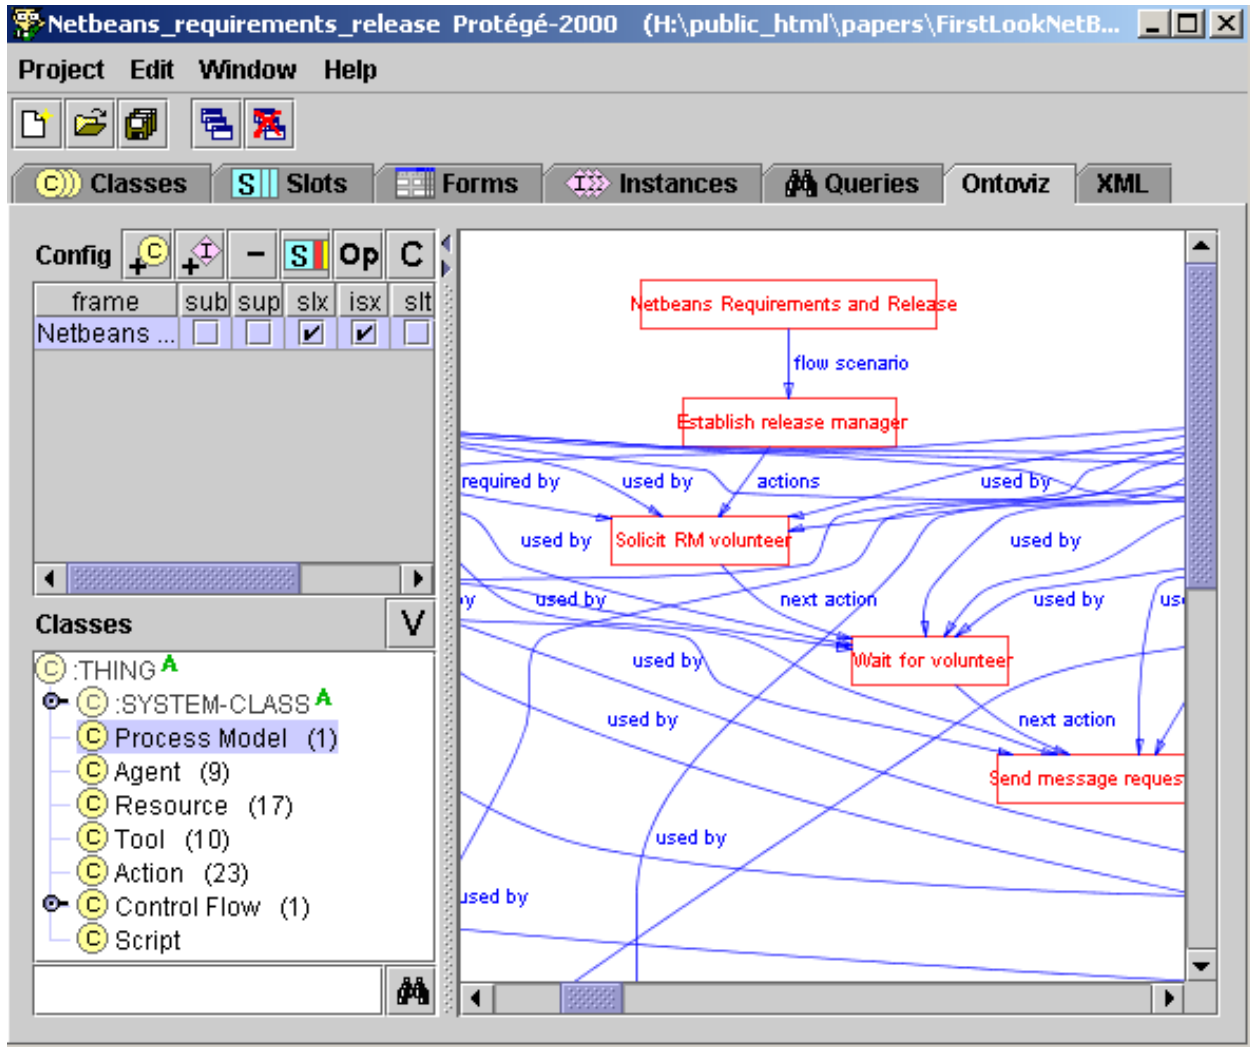 Netbeans_requirements_release Protégé-2000 (H:\public_html\papers\FirstLookNetB...
Project Edit Window Help
C Classes S Slots Forms I Instances Queries Ontoviz XML
Config C I − S Op C
frame sub sup slx isx slt
Netbeans ...
Classes V
C :THING A
C :SYSTEM-CLASS A
C Process Model (1)
C Agent (9)
C Resource (17)
C Tool (10)
C Action (23)
C Control Flow (1)
C Script
Netbeans Requirements and Release
flow scenario
Establish release manager
required by used by actions used by
used by Solicit RM volunteer used by
y used by next action used by us
used by Wait for volunteer
used by next action
Send message reques
used by
used by